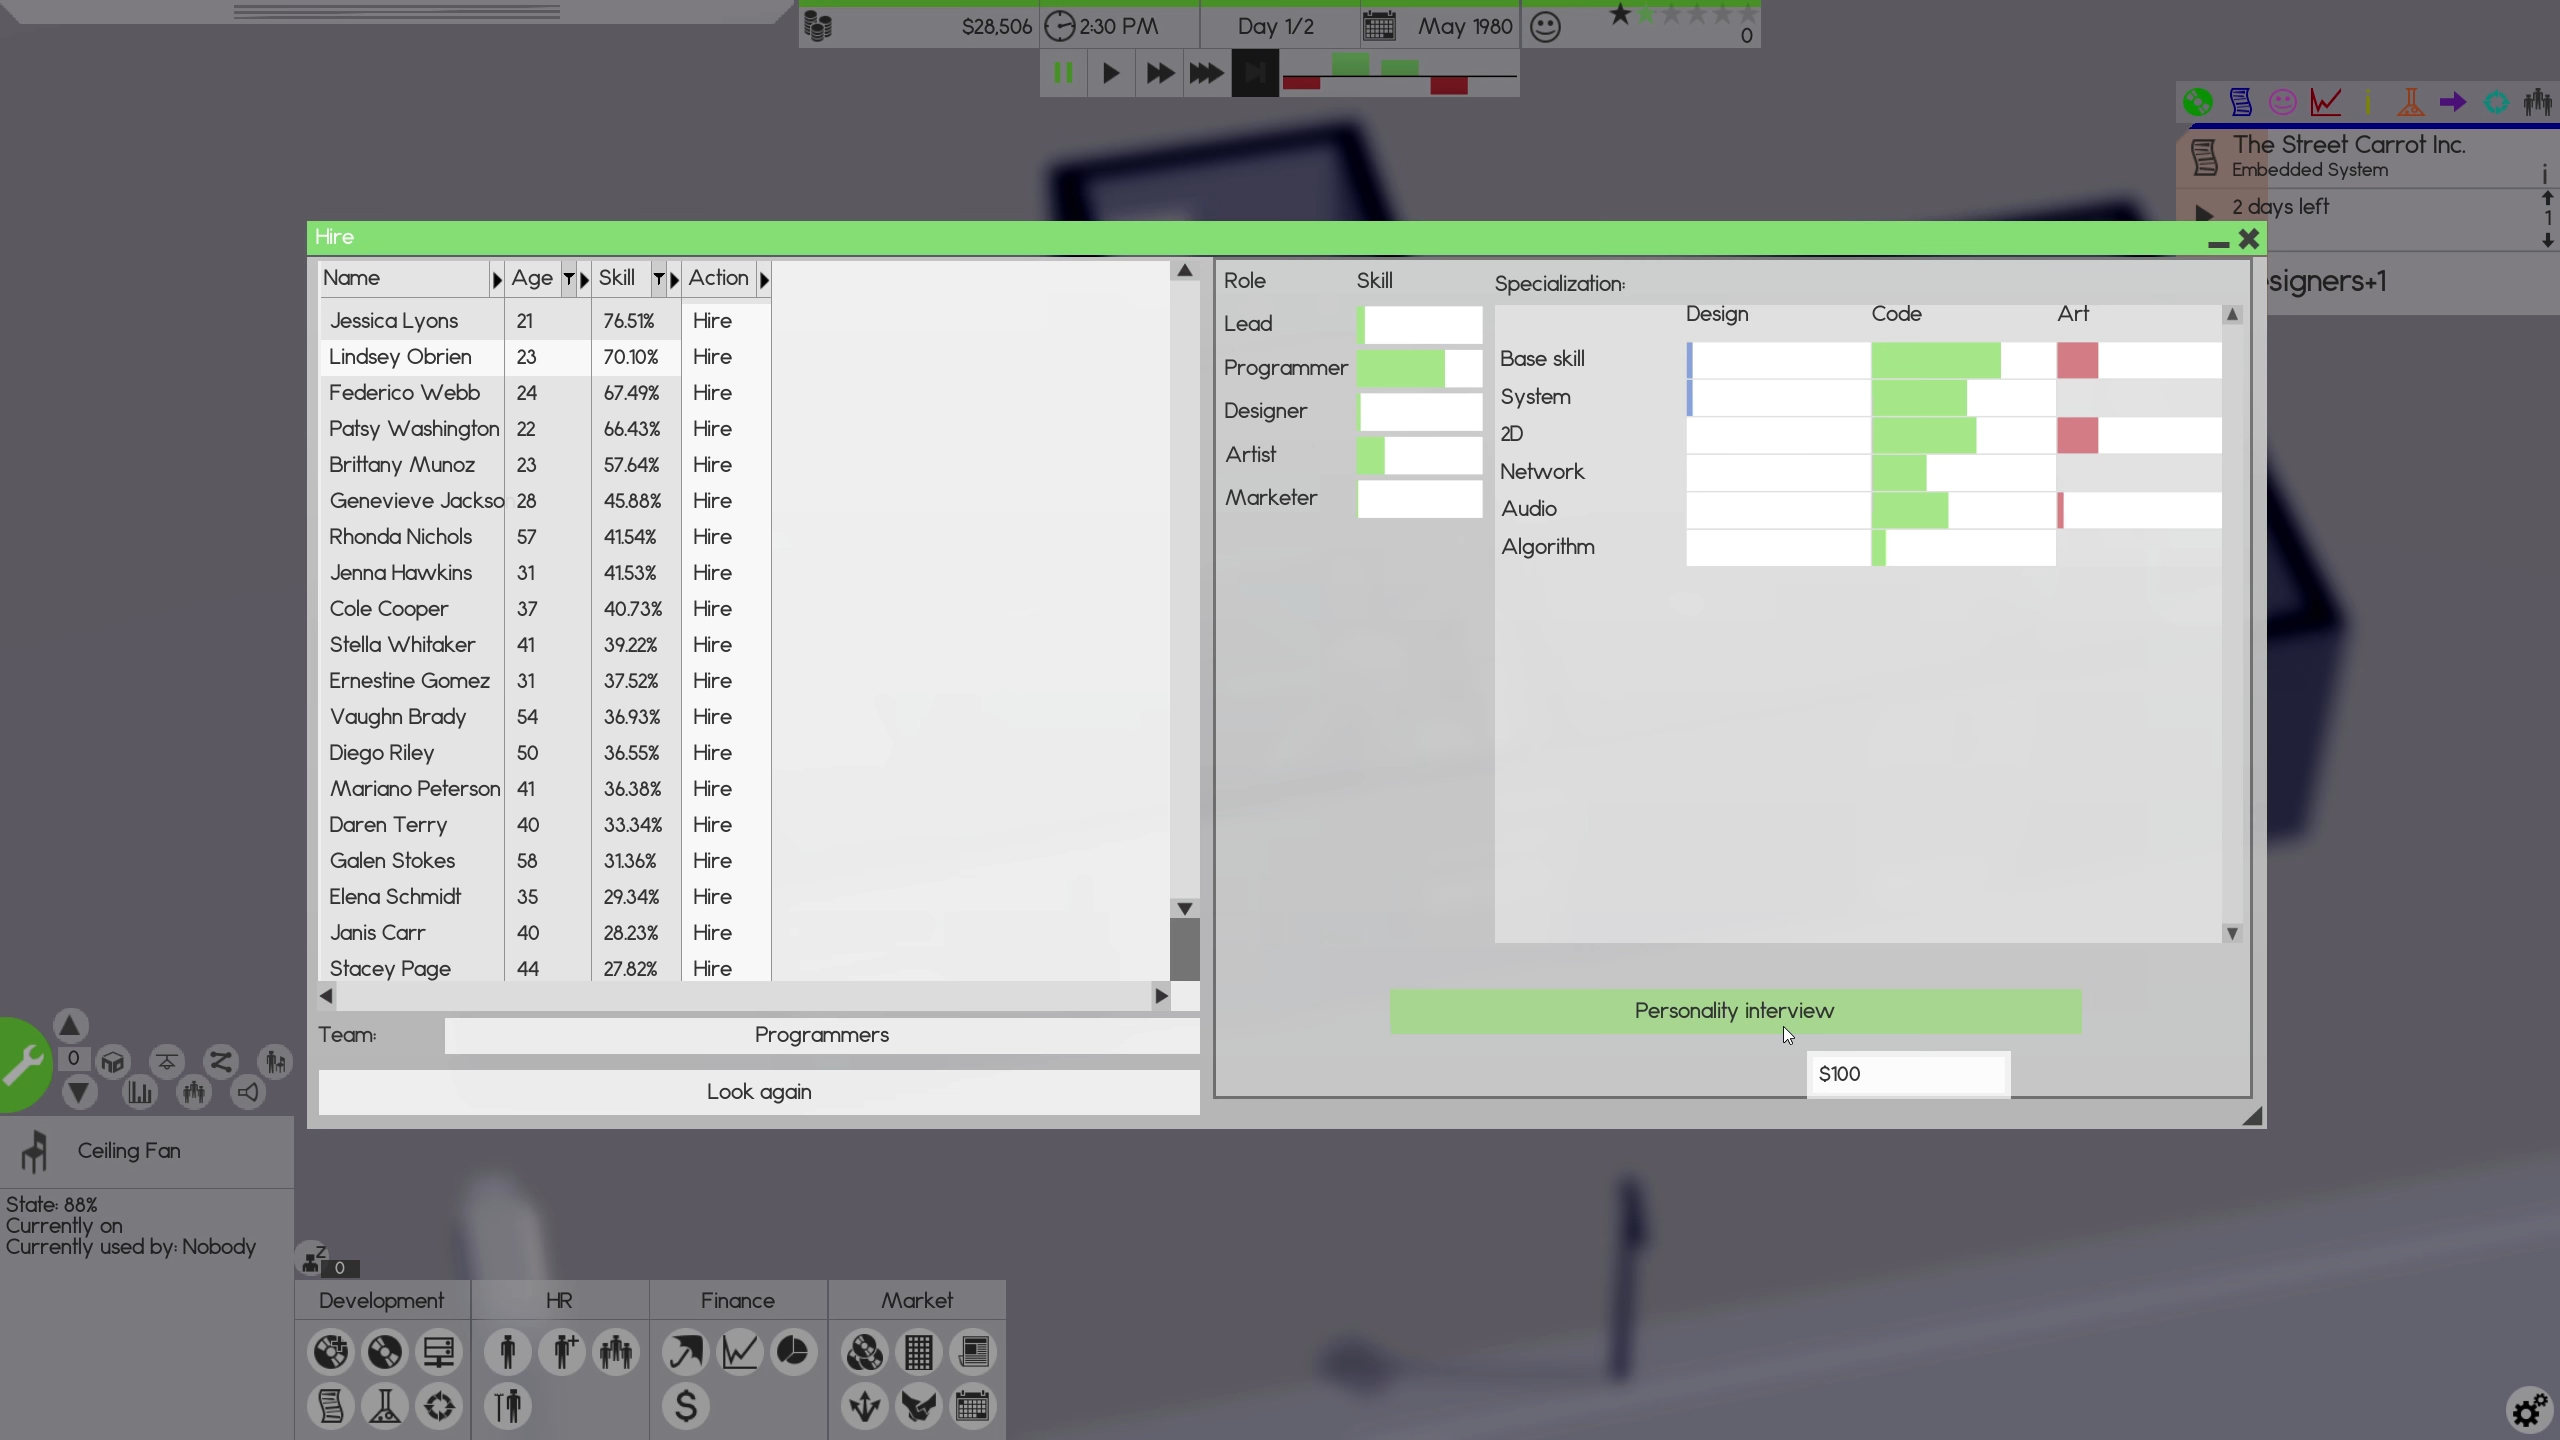 $28,506 2:30 PM Day 1/2 May 1980 0
The Street Carrot Inc.
Embedded System
i
2 days left
1
signers+1
Hire
Name Age Skill Action
Jessica Lyons 21 76.51% Hire
Lindsey Obrien 23 70.10% Hire
Federico Webb 24 67.49% Hire
Patsy Washington 22 66.43% Hire
Brittany Munoz 23 57.64% Hire
Genevieve Jackson 28 45.88% Hire
Rhonda Nichols 57 41.54% Hire
Jenna Hawkins 31 41.53% Hire
Cole Cooper 37 40.73% Hire
Stella Whitaker 41 39.22% Hire
Ernestine Gomez 31 37.52% Hire
Vaughn Brady 54 36.93% Hire
Diego Riley 50 36.55% Hire
Mariano Peterson 41 36.38% Hire
Daren Terry 40 33.34% Hire
Galen Stokes 58 31.36% Hire
Elena Schmidt 35 29.34% Hire
Janis Carr 40 28.23% Hire
Stacey Page 44 27.82% Hire
Team: Programmers
Look again
Role Skill
Lead
Programmer
Designer
Artist
Marketer
Specialization:
Design Code Art
Base skill
System
2D
Network
Audio
Algorithm
Personality interview
$100
0
Ceiling Fan
State: 88%
Currently on
Currently used by: Nobody
Z
0
Development HR Finance Market
$